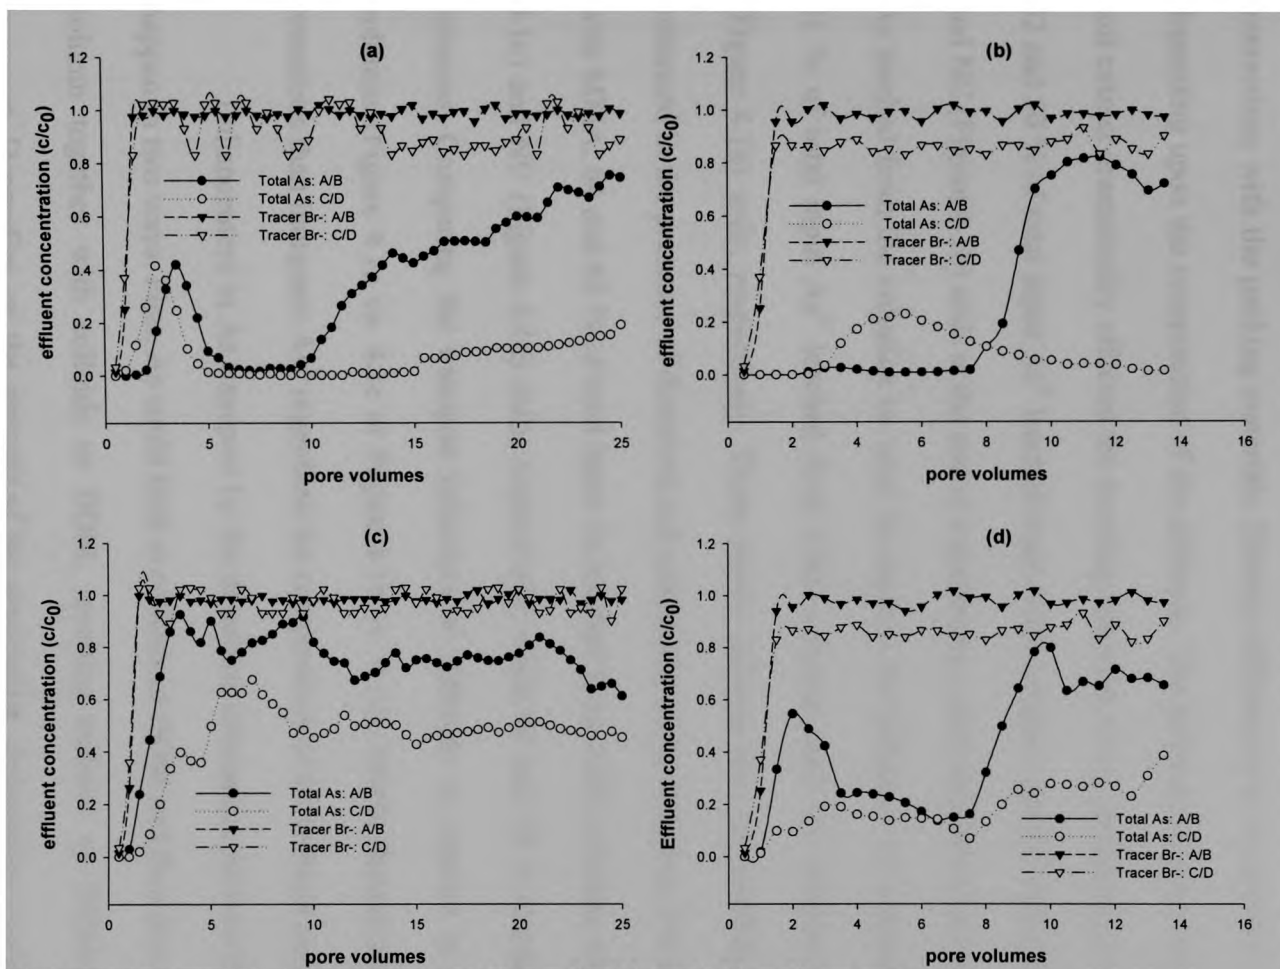 (a)
1.2
1.0
0.8
0.6
0.4
0.2
0.0
effluent concentration (c/c0)
Total As: A/B
Total As: C/D
Tracer Br-: A/B
Tracer Br-: C/D
0 5 10 15 20 25
pore volumes
(b)
1.2
1.0
0.8
0.6
0.4
0.2
0.0
effluent concentration (c/c0)
Total As: A/B
Total As: C/D
Tracer Br-: A/B
Tracer Br-: C/D
0 2 4 6 8 10 12 14 16
pore volumes
(c)
1.2
1.0
0.8
0.6
0.4
0.2
0.0
effluent concentration (c/c0)
Total As: A/B
Total As: C/D
Tracer Br-: A/B
Tracer Br-: C/D
0 5 10 15 20 25
pore volumes
(d)
1.2
1.0
0.8
0.6
0.4
0.2
0.0
Effluent concentration (c/c0)
Total As: A/B
Total As: C/D
Tracer Br-: A/B
Tracer Br-: C/D
0 2 4 6 8 10 12 14 16
pore volumes